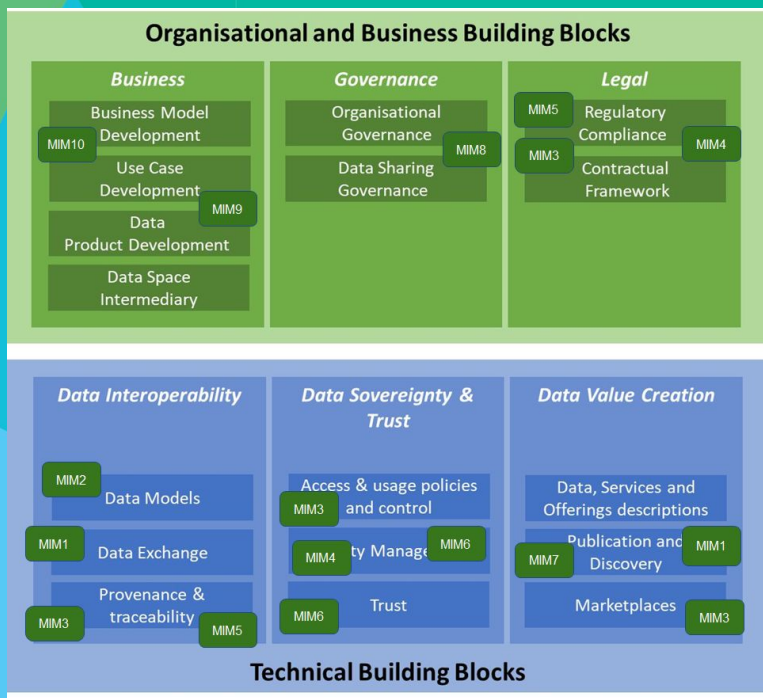 Organisational and Business Building Blocks
Business
Business Model
Development
MIM10
Use Case
Development
MIM9
Data
Product Development
Data Space
Intermediary
Governance
Organisational
Governance
MIM8
Data Sharing
Governance
Legal
MIM5
Regulatory
Compliance
MIM4
MIM3
Contractual
Framework
Data Interoperability
MIM2
Data Models
MIM1
Data Exchange
Provenance &
traceability
MIM3
MIM5
Data Sovereignty &
Trust
Access & usage policies
and control
MIM3
MIM6
MIM4
Trust
MIM6
Data Value Creation
Data, Services and
Offerings descriptions
Publication and
Discovery
MIM1
MIM7
Marketplaces
MIM3
Technical Building Blocks